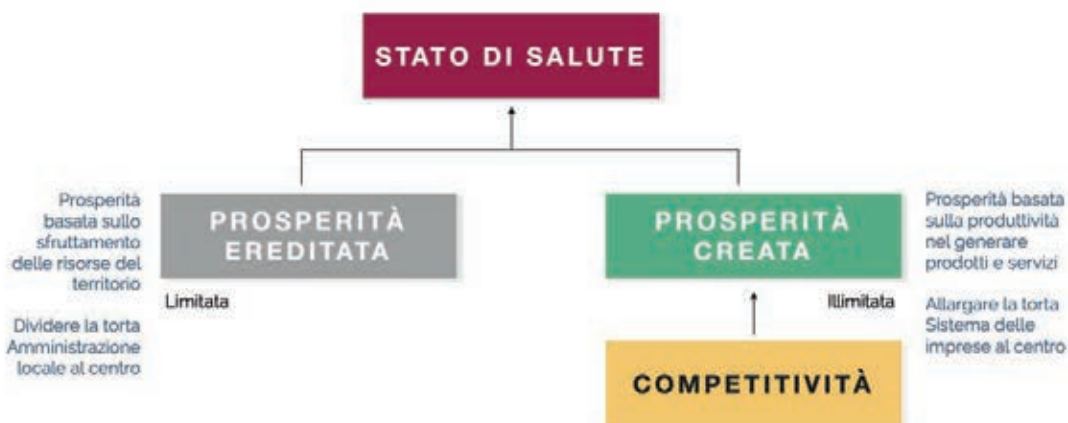 STATO DI SALUTE
Prosperità
basata sullo
sfruttamento
delle risorse del
territorio
Dividere la torta
Amministrazione
locale al centro
PROSPERITÀ
EREDITATA
Limitata
PROSPERITÀ
CREATA
Illimitata
Prosperità basata
sulla produttività
nel generare
prodotti e servizi
Allargare la torta
Sistema delle
imprese al centro
COMPETITIVITÀ